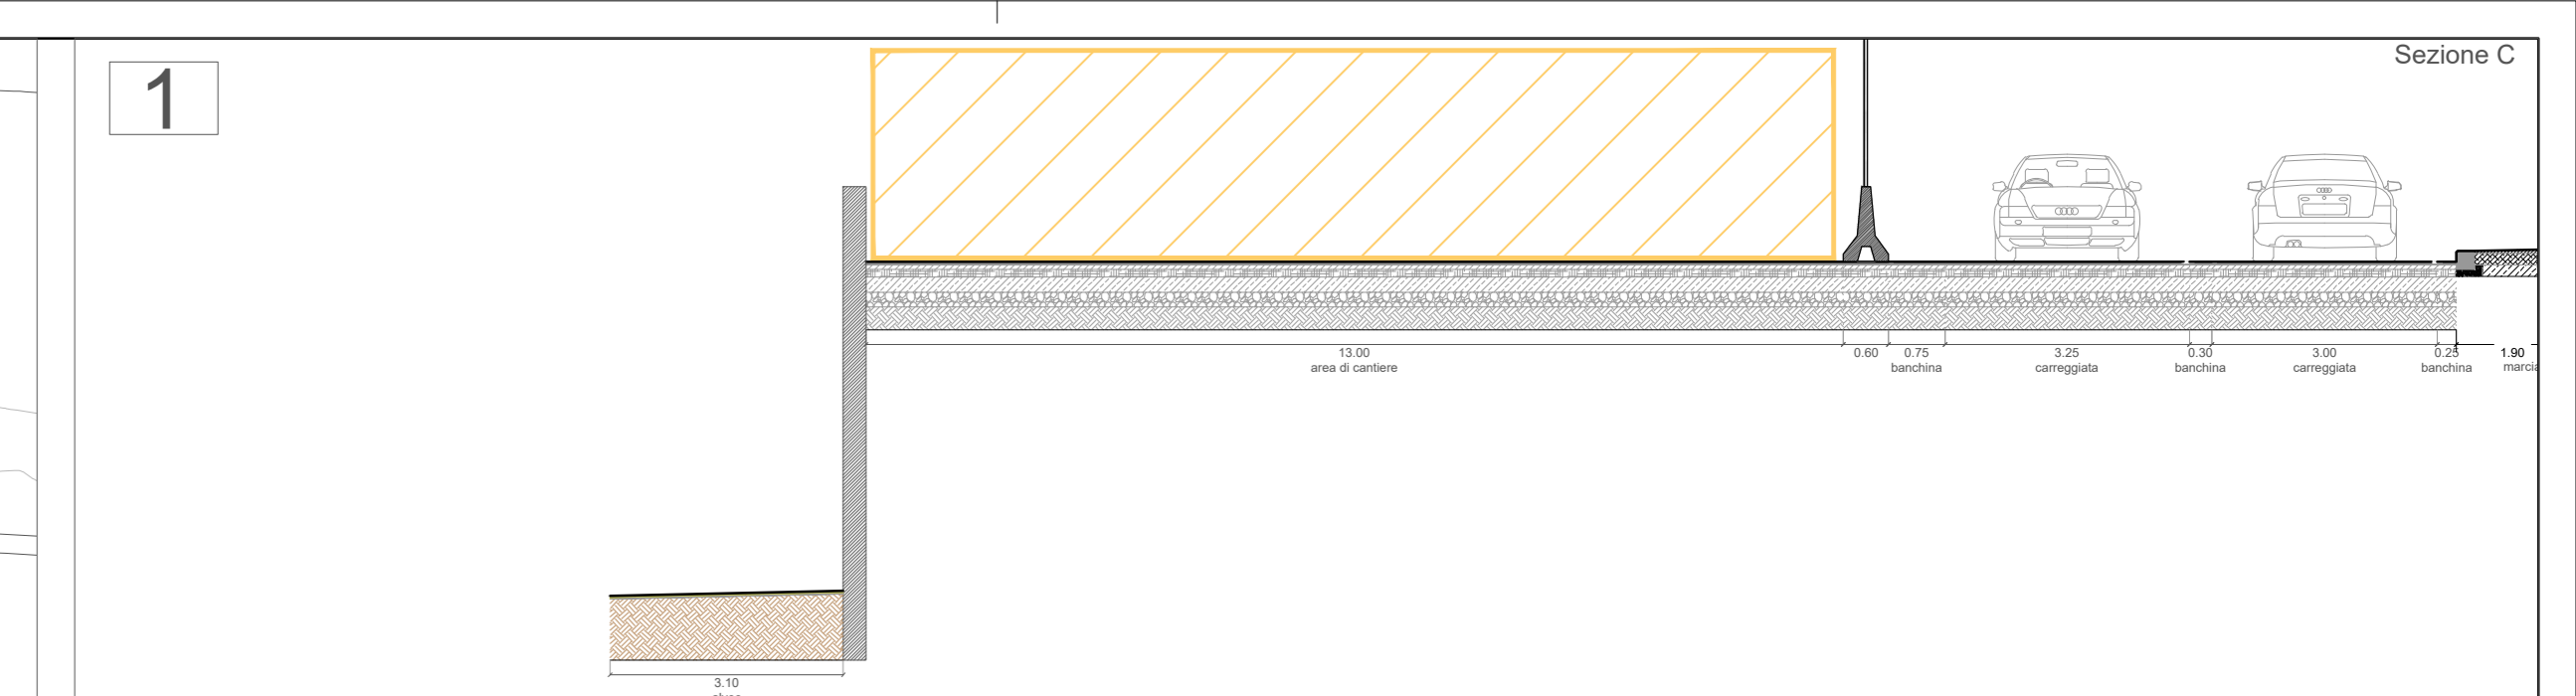 Sezione C
1
13.00
area di cantiere
0.60
0.75
banchina
3.25
carreggiata
0.30
banchina
3.00
carreggiata
0.25
banchina
1.90
marcia
3.10